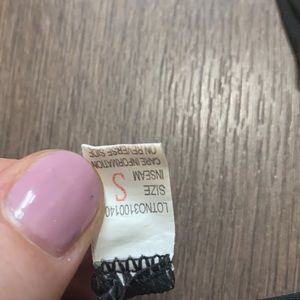 LOTNO3100140
SIZE
S
INSEAM
CARE INFORMATION
ON REVERSE SIDE